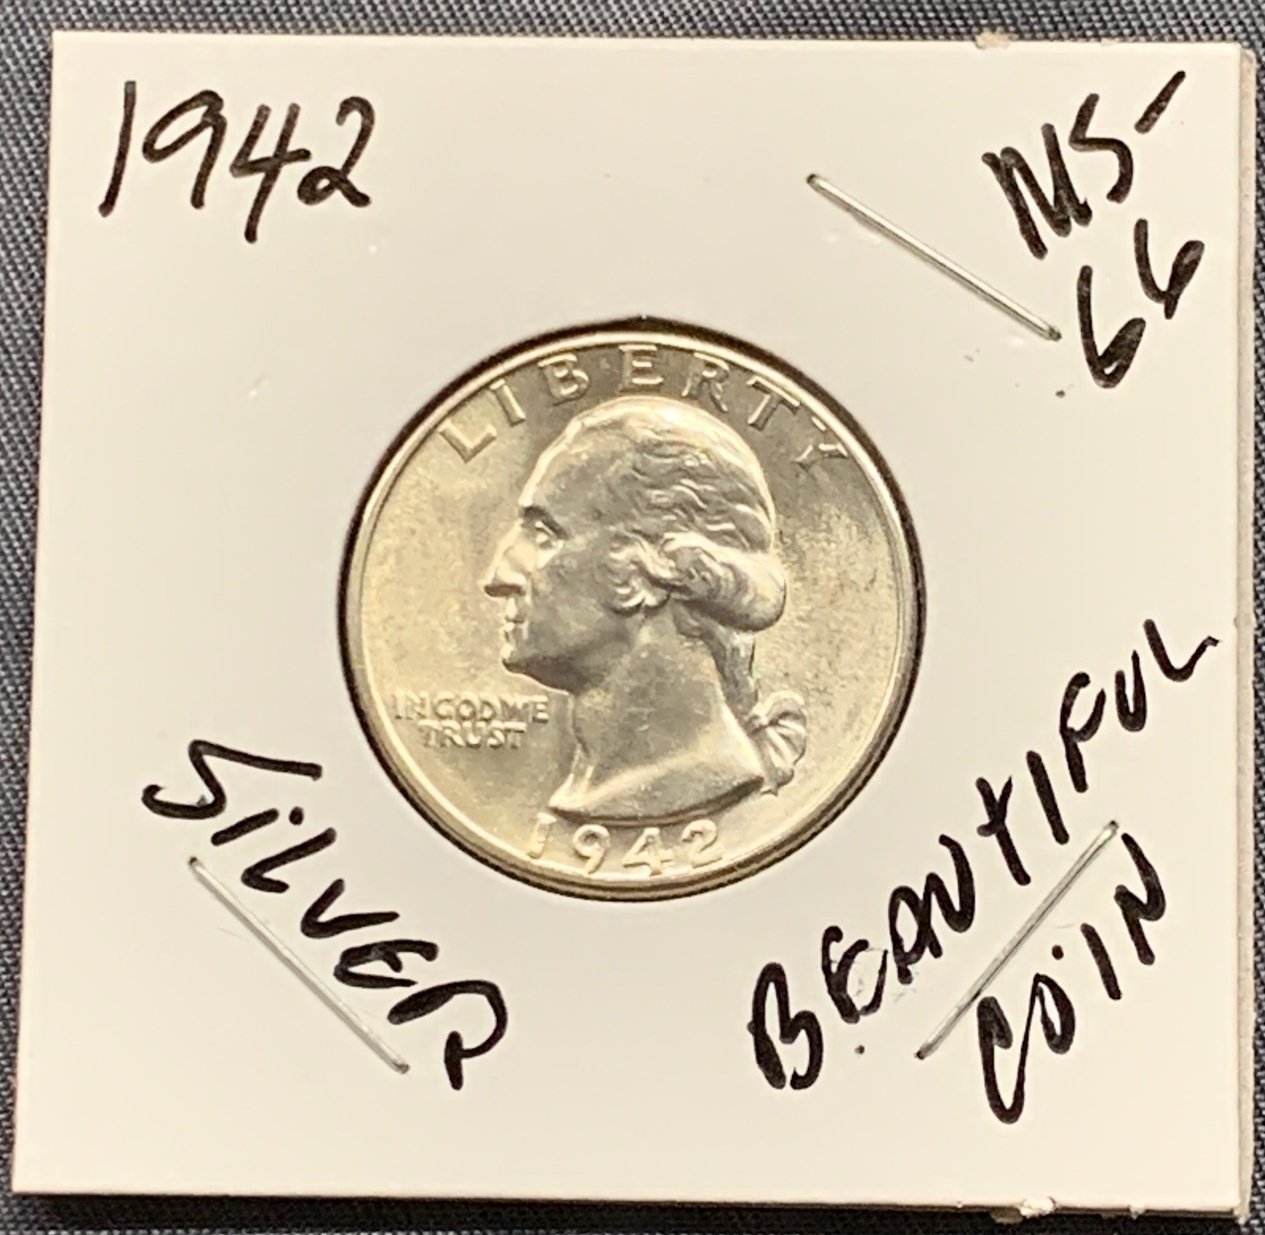 1942
MS-
66
LIBERTY
IN GOD WE
TRUST
1942
SILVER
BEAUTIFUL
COIN